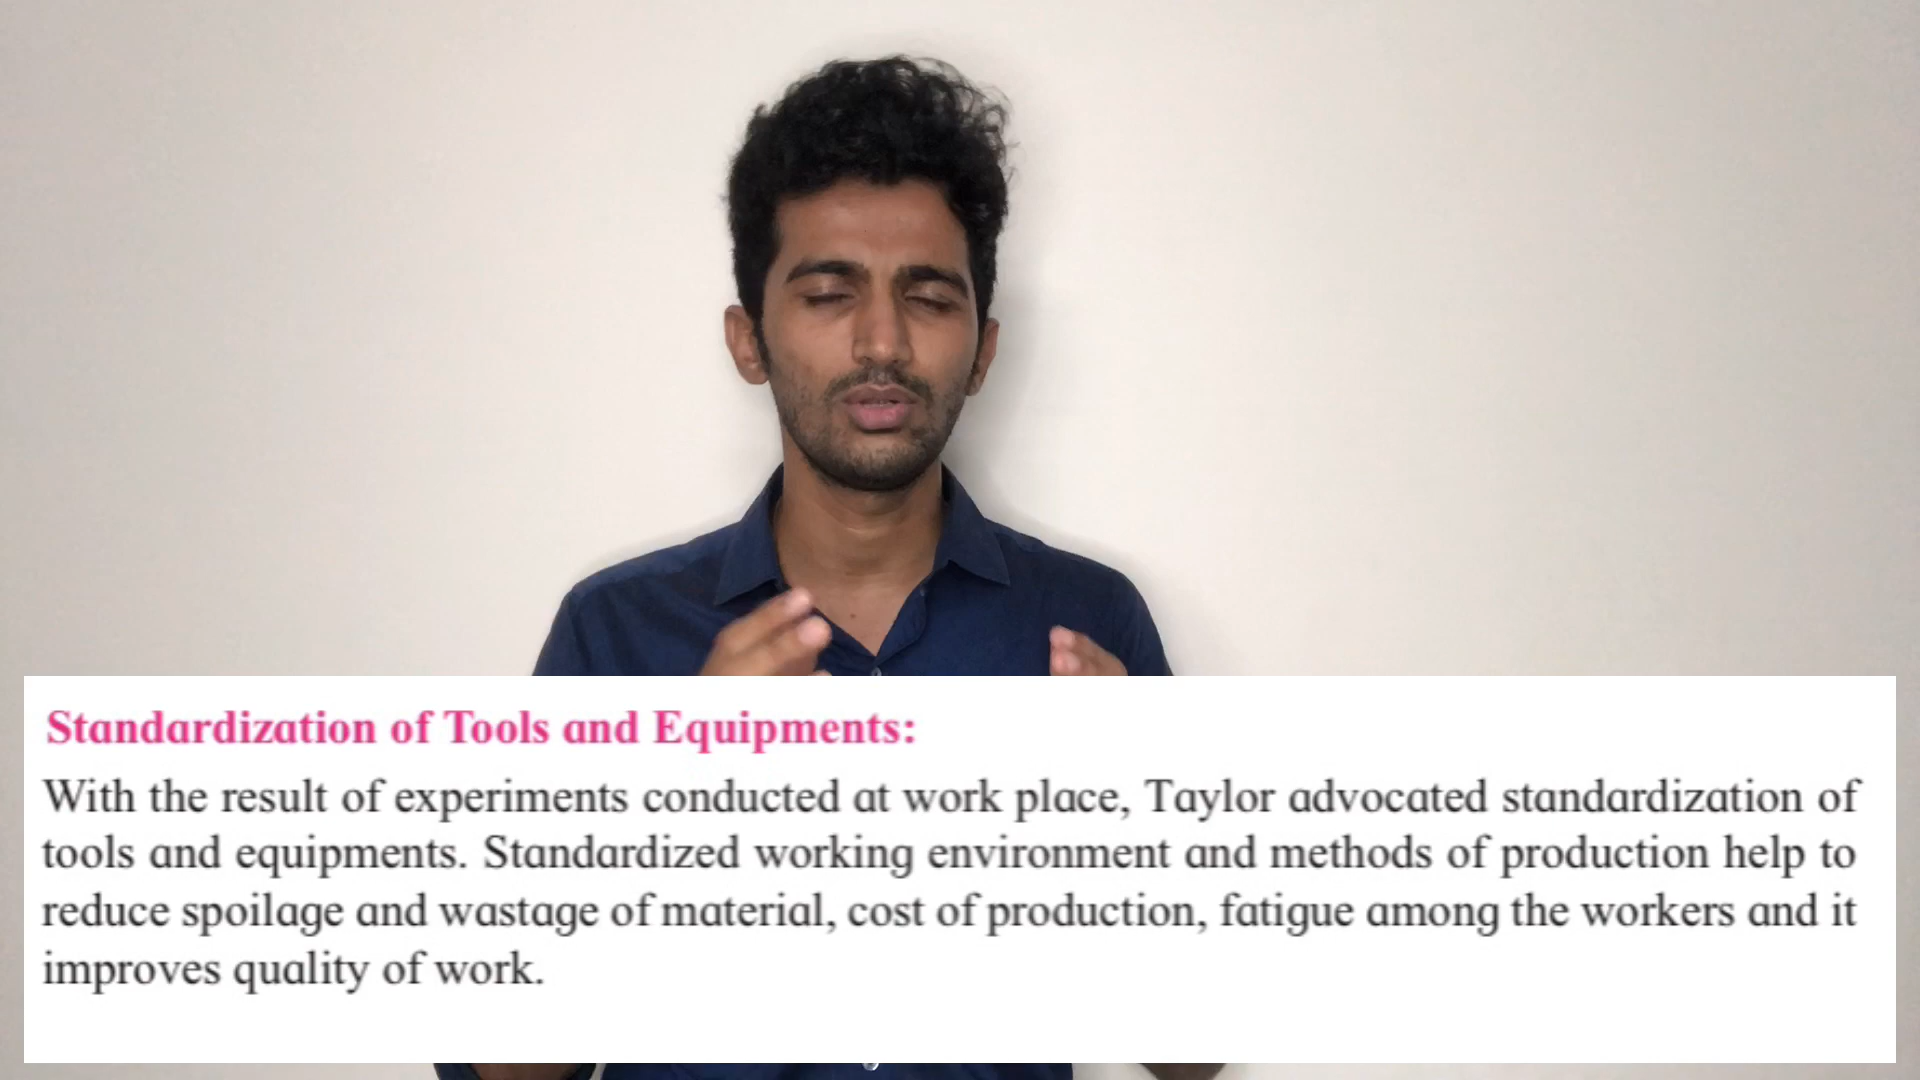 Standardization of Tools and Equipments:
With the result of experiments conducted at work place, Taylor advocated standardization of
tools and equipments. Standardized working environment and methods of production help to
reduce spoilage and wastage of material, cost of production, fatigue among the workers and it
improves quality of work.